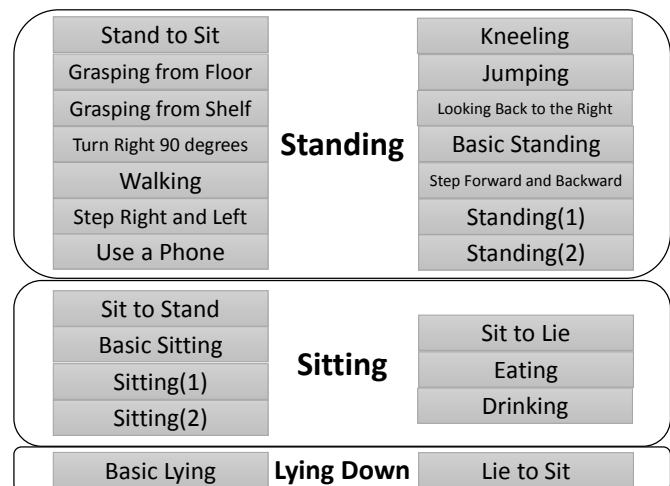 Stand to Sit
Grasping from Floor
Grasping from Shelf
Turn Right 90 degrees
Walking
Step Right and Left
Use a Phone
Standing
Kneeling
Jumping
Looking Back to the Right
Basic Standing
Step Forward and Backward
Standing(1)
Standing(2)
Sit to Stand
Basic Sitting
Sitting(1)
Sitting(2)
Sitting
Sit to Lie
Eating
Drinking
Basic Lying
Lying Down
Lie to Sit